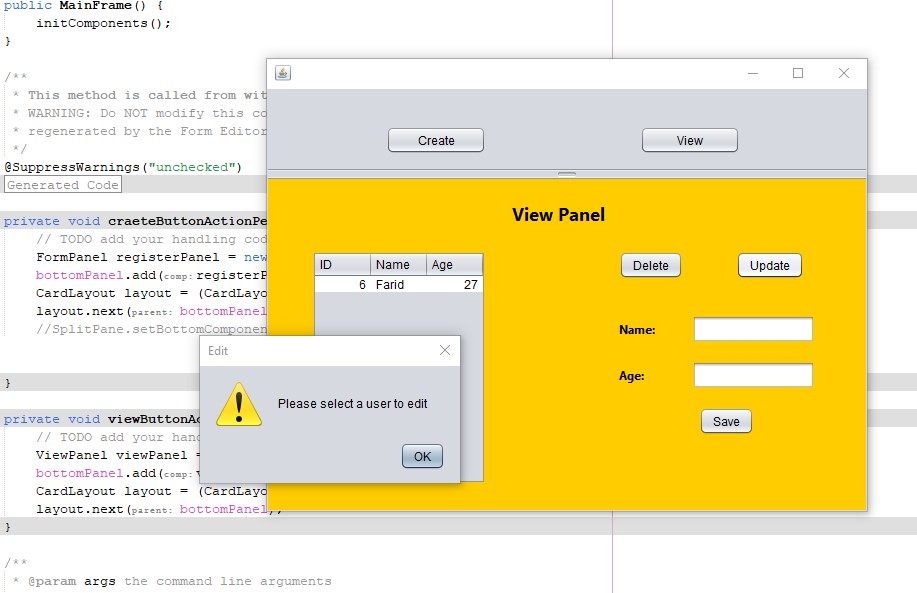 public MainFrame() {
initComponents();
}
/**
* This method is called from wit
* WARNING: Do NOT modify this co
* regenerated by the Form Editor
*/
@SuppressWarnings("unchecked")
Generated Code
private void craeteButtonActionPe
// TODO add your handling cod
FormPanel registerPanel = new
bottomPanel.add(comp: registerP
CardLayout layout = (CardLayo
layout.next(parent: bottomPanel
//SplitPane.setBottomComponen
}
private void viewButtonAc
// TODO add your hand
ViewPanel viewPanel =
bottomPanel.add(comp: v
CardLayout layout = (CardLayo
layout.next(parent: bottomPanel);
}
/**
* @param args the command line arguments
Create
View
View Panel
ID Name Age
6 Farid 27
Delete
Update
Name:
Age:
Save
Edit
Please select a user to edit
OK